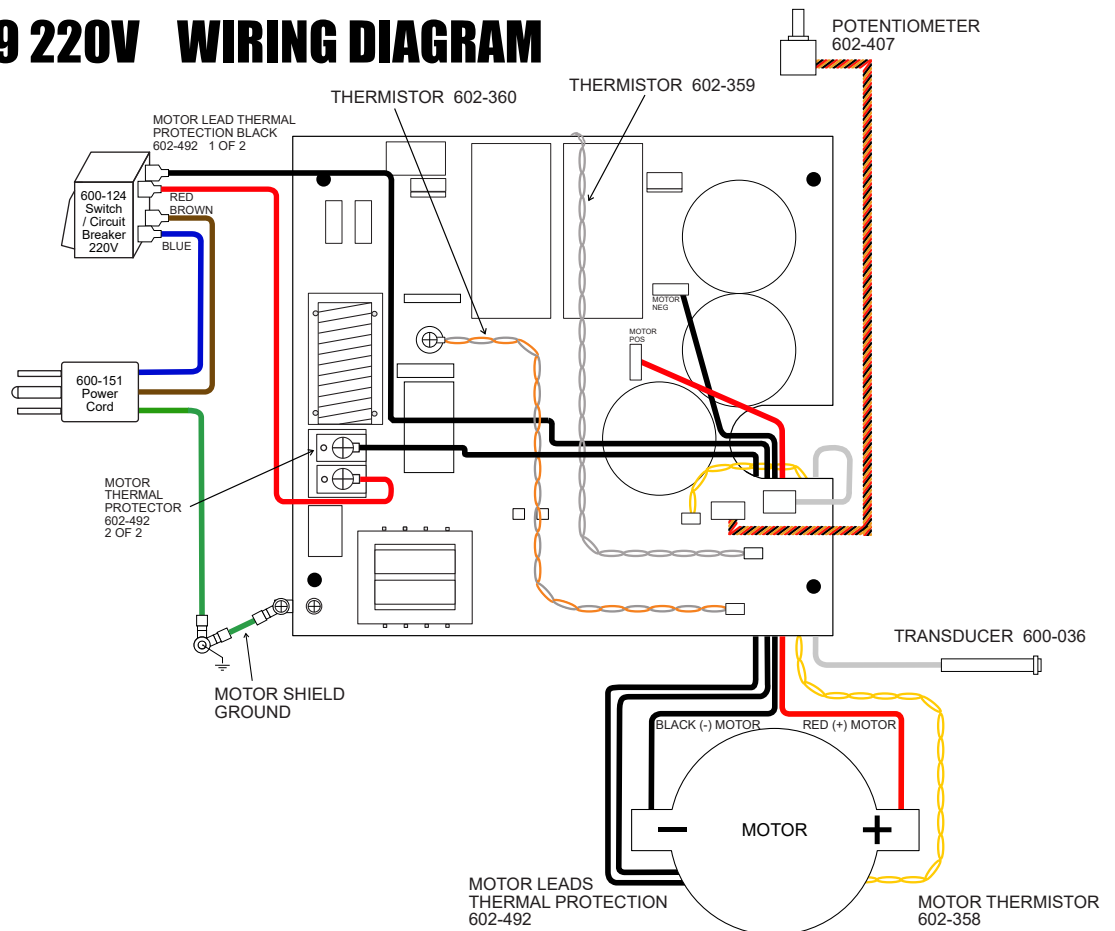 9 220V WIRING DIAGRAM
POTENTIOMETER
602-407
THERMISTOR 602-360
THERMISTOR 602-359
MOTOR LEAD THERMAL
PROTECTION BLACK
602-492 1 OF 2
600-124
Switch
/ Circuit
Breaker
220V
RED
BROWN
BLUE
MOTOR
NEG
MOTOR
POS
600-151
Power
Cord
MOTOR
THERMAL
PROTECTOR
602-492
2 OF 2
MOTOR SHIELD
GROUND
TRANSDUCER 600-036
BLACK (-) MOTOR
RED (+) MOTOR
− MOTOR +
MOTOR LEADS
THERMAL PROTECTION
602-492
MOTOR THERMISTOR
602-358